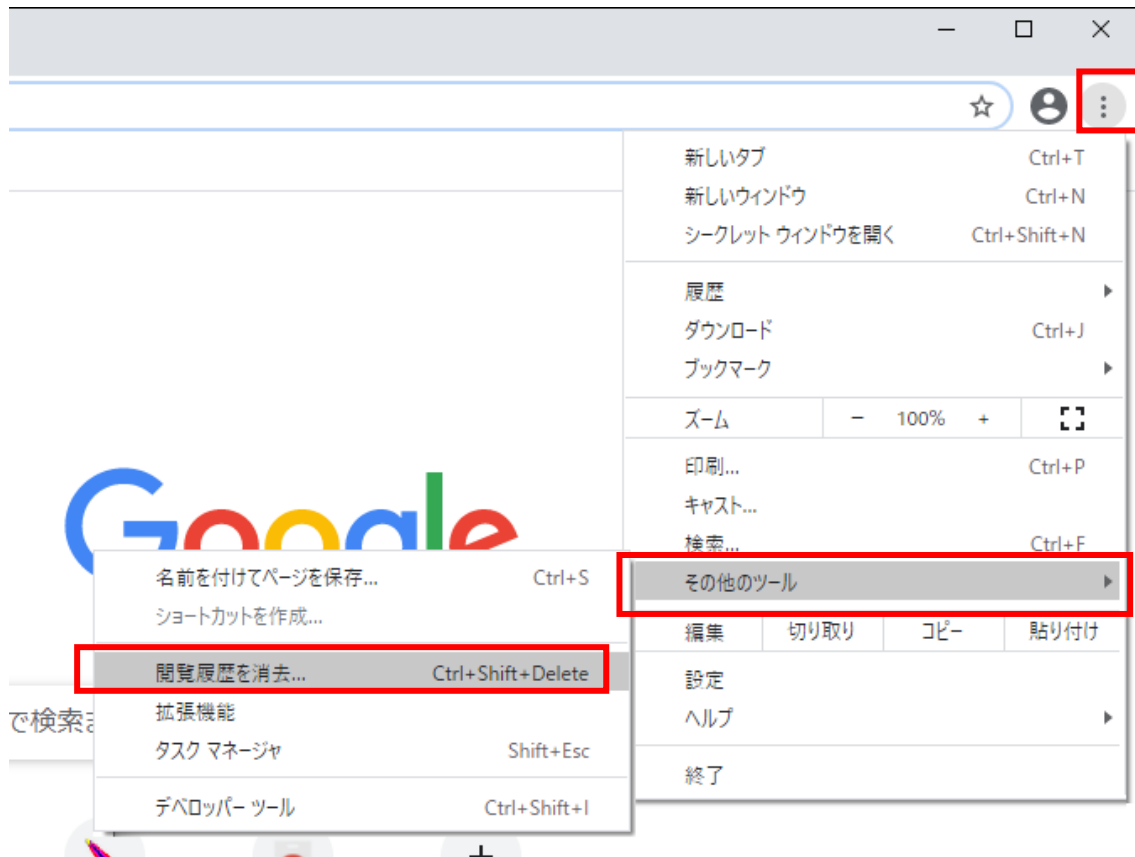 新しいタブ Ctrl+T
新しいウィンドウ Ctrl+N
シークレット ウィンドウを開く Ctrl+Shift+N
履歴
ダウンロード Ctrl+J
ブックマーク
ズーム − 100% +
印刷... Ctrl+P
キャスト...
検索... Ctrl+F
その他のツール
編集 切り取り コピー 貼り付け
設定
ヘルプ
終了
Google
名前を付けてページを保存... Ctrl+S
ショートカットを作成...
閲覧履歴を消去... Ctrl+Shift+Delete
拡張機能
タスク マネージャ Shift+Esc
デベロッパー ツール Ctrl+Shift+I
で検索